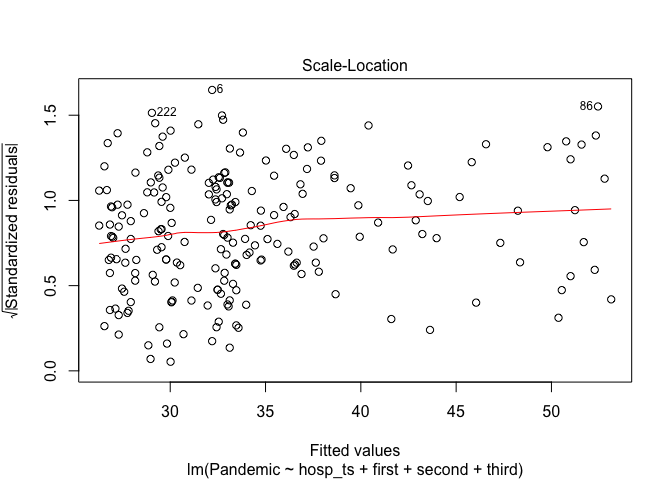 Scale-Location
√|Standardized residuals|
0.0 0.5 1.0 1.5
6
222
86
30 35 40 45 50
Fitted values
lm(Pandemic ~ hosp_ts + first + second + third)